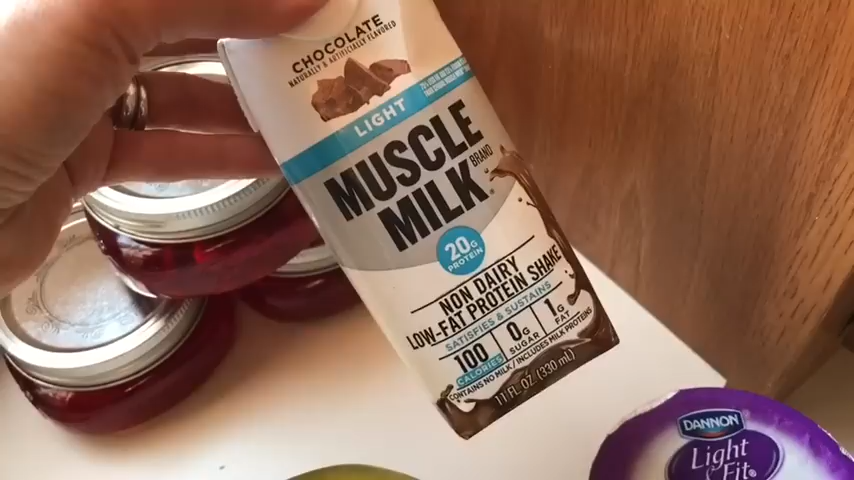 CHOCOLATE
NATURALLY & ARTIFICIALLY FLAVORED
LIGHT
MUSCLE
MILK®
BRAND
20G
PROTEIN
NON DAIRY
LOW-FAT PROTEIN SHAKE
SATISFIES & SUSTAINS
100
CALORIES
0G
SUGAR
1G
FAT
CONTAINS NO MILK / INCLUDES MILK PROTEINS
11 FL. OZ. (330 mL)
DANNON
Light
& Fit®